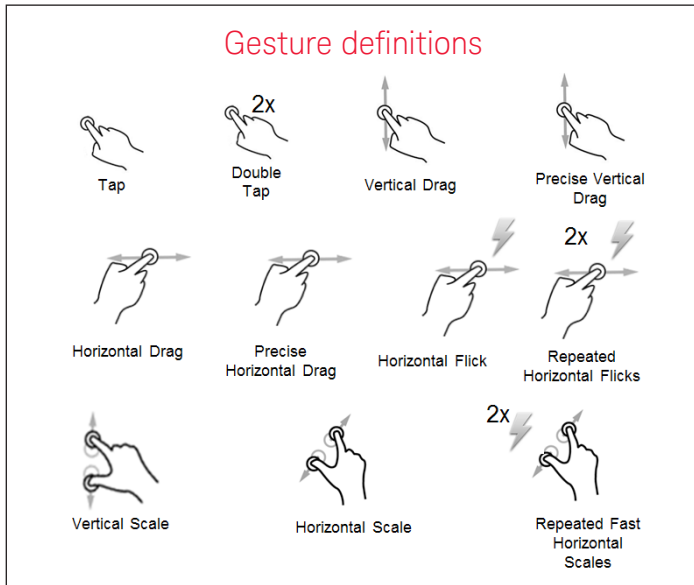 Gesture definitions
2x
Tap
Double
Tap
Vertical Drag
Precise Vertical
Drag
2x
Horizontal Drag
Precise
Horizontal Drag
Horizontal Flick
Repeated
Horizontal Flicks
2x
Vertical Scale
Horizontal Scale
Repeated Fast
Horizontal
Scales